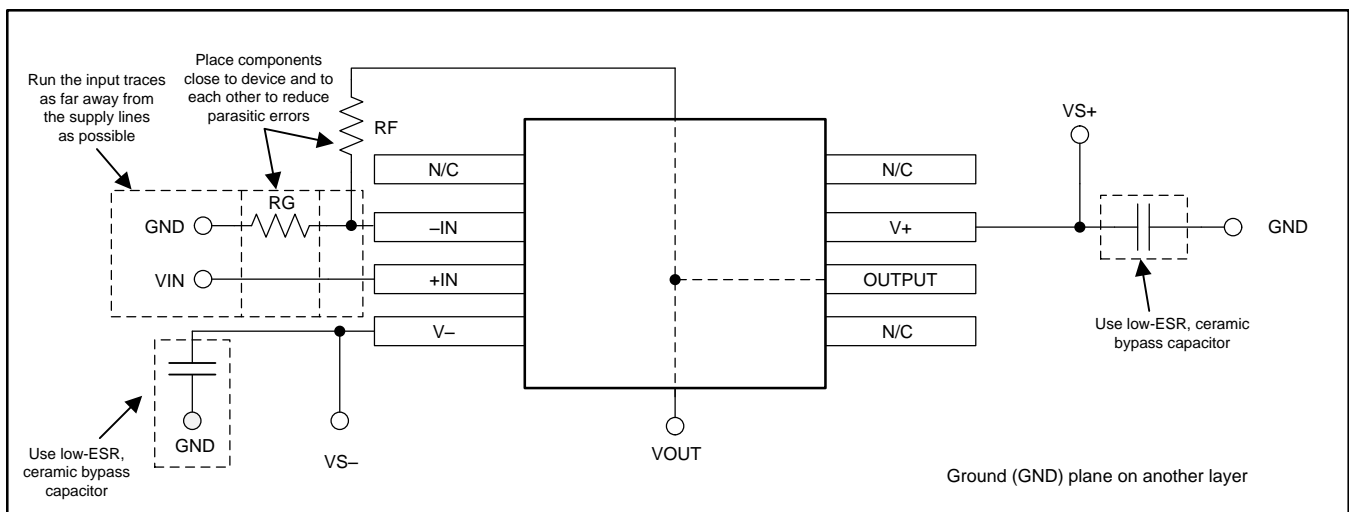 Place components
close to device and to
each other to reduce
parasitic errors
Run the input traces
as far away from
the supply lines
as possible
RF
VS+
N/C
N/C
RG
GND
–IN
V+
GND
VIN
+IN
OUTPUT
V–
N/C
Use low-ESR, ceramic
bypass capacitor
GND
Use low-ESR,
ceramic bypass
capacitor
VS–
VOUT
Ground (GND) plane on another layer